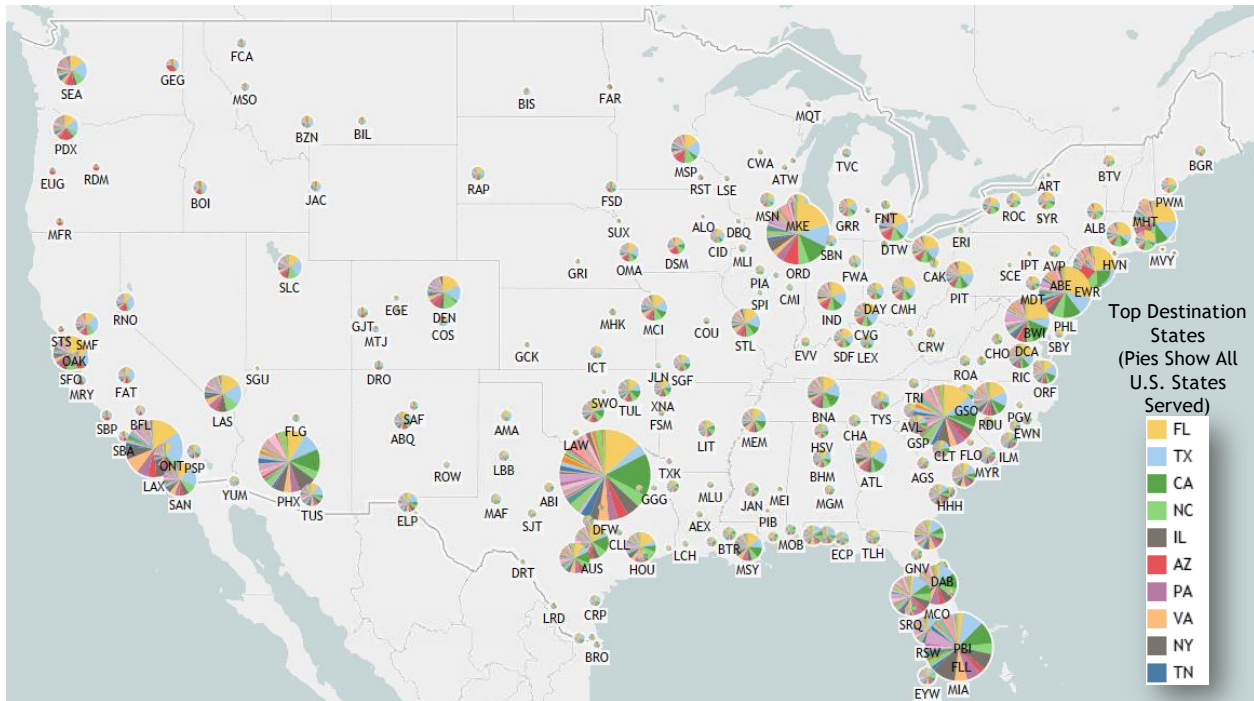 FCA
SEA
GEG
MSO
BIS
FAR
BZN
BIL
MQT
PDX
CWA
TVC
BGR
EUG
RDM
RAP
MSP
ATW
ART
BTV
BOI
JAC
FSD
RST
LSE
MSN
MKE
GRR
FNT
ROC
SYR
ALB
MHT
PWM
MFR
SUX
ALO
DBQ
CID
SLC
OMA
DSM
MLI
ORD
SBN
DTW
ERI
IPT
AVP
HVN
MVY
GRI
PIA
FWA
CAK
SCE
ABE
EWR
RNO
EGE
DEN
SPI
CMI
DAY
CMH
PIT
MDT
PHL
STS
SMF
GJT
MTJ
COS
MHK
MCI
COU
STL
IND
CVG
BWI
SBY
OAK
SFO
MRY
FAT
SGU
DRO
GCK
ICT
JLN
SGF
EVV
SDF
LEX
CRW
CHO
DCA
RIC
ROA
ORF
LAS
SAF
SWO
TUL
XNA
FSM
BNA
TYS
TRI
GSO
RDU
PGV
SBP
BFL
FLG
ABQ
AMA
LAW
LIT
MEM
HSV
CHA
AVL
GSP
CLT
FLO
EWN
ILM
SBA
ONT
PSP
LAX
SAN
YUM
PHX
TUS
ROW
LBB
TXK
BHM
ATL
AGS
MYR
ELP
MAF
ABI
GGG
MLU
JAN
MEI
MGM
HHH
SJT
DFW
AEX
PIB
CLL
LCH
BTR
MSY
MOB
ECP
TLH
AUS
HOU
GNV
DRT
DAB
LRD
CRP
MCO
SRQ
BRO
RSW
PBI
FLL
EYW
MIA
Top Destination
States
(Pies Show All
U.S. States
Served)
FL
TX
CA
NC
IL
AZ
PA
VA
NY
TN